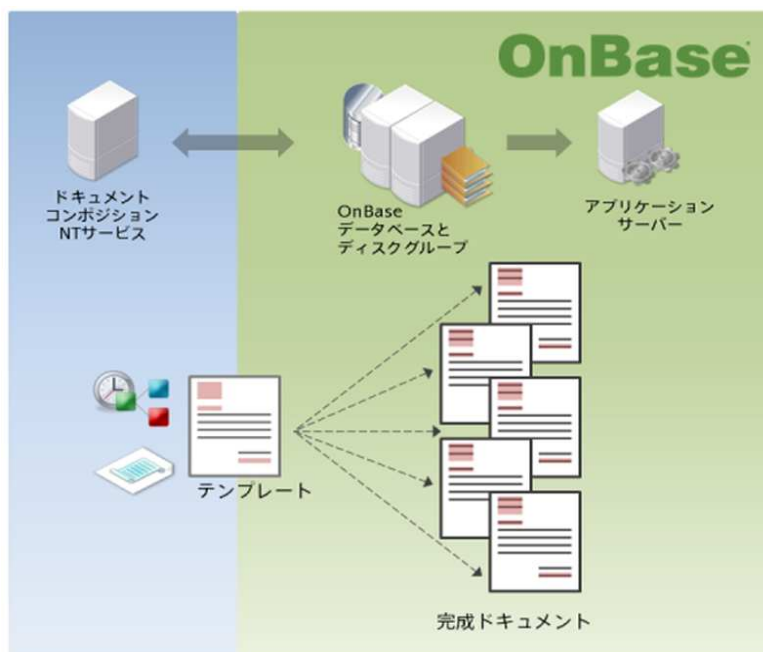 OnBase
ドキュメント
コンポジション
NTサービス
OnBase
データベースと
ディスクグループ
アプリケーション
サーバー
テンプレート
完成ドキュメント